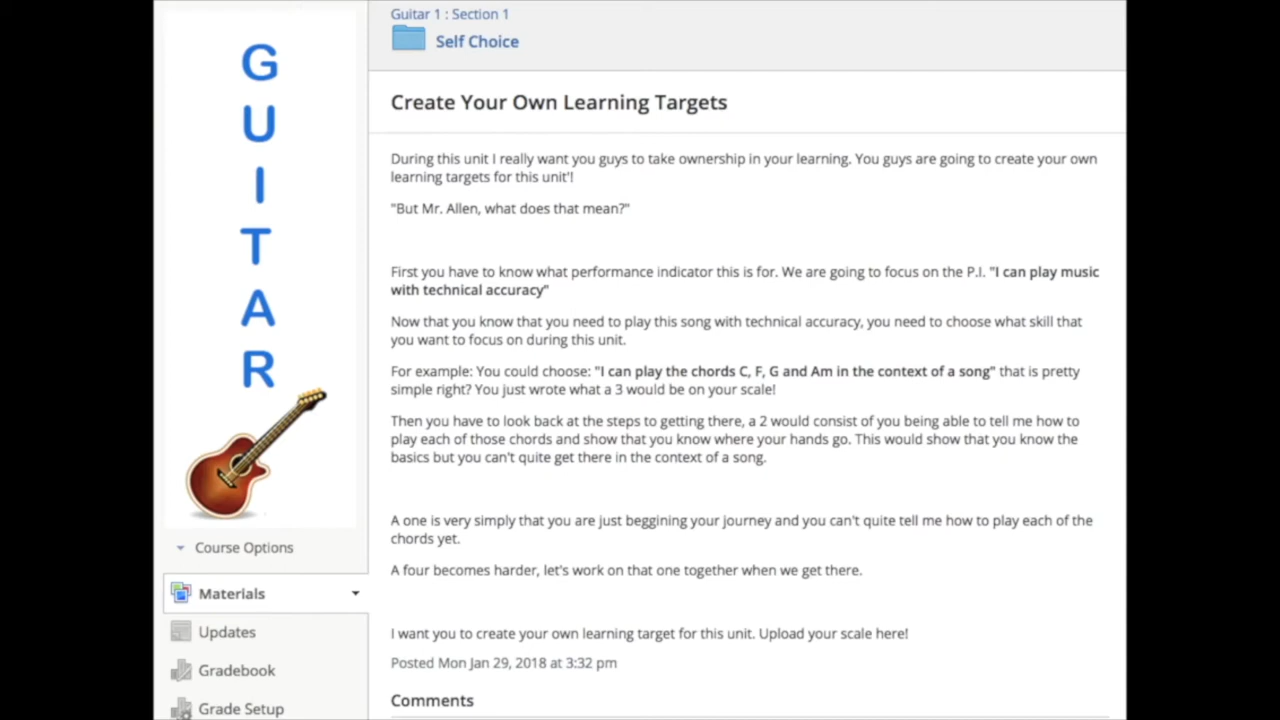 G
U
I
T
A
R
Course Options
Materials
Updates
Gradebook
Grade Setup
Guitar 1 : Section 1
Self Choice
Create Your Own Learning Targets
During this unit I really want you guys to take ownership in your learning. You guys are going to create your own
learning targets for this unit'!
"But Mr. Allen, what does that mean?"
First you have to know what performance indicator this is for. We are going to focus on the P.I. "I can play music
with technical accuracy"
Now that you know that you need to play this song with technical accuracy, you need to choose what skill that
you want to focus on during this unit.
For example: You could choose: "I can play the chords C, F, G and Am in the context of a song" that is pretty
simple right? You just wrote what a 3 would be on your scale!
Then you have to look back at the steps to getting there, a 2 would consist of you being able to tell me how to
play each of those chords and show that you know where your hands go. This would show that you know the
basics but you can't quite get there in the context of a song.
A one is very simply that you are just beggining your journey and you can't quite tell me how to play each of the
chords yet.
A four becomes harder, let's work on that one together when we get there.
I want you to create your own learning target for this unit. Upload your scale here!
Posted Mon Jan 29, 2018 at 3:32 pm
Comments